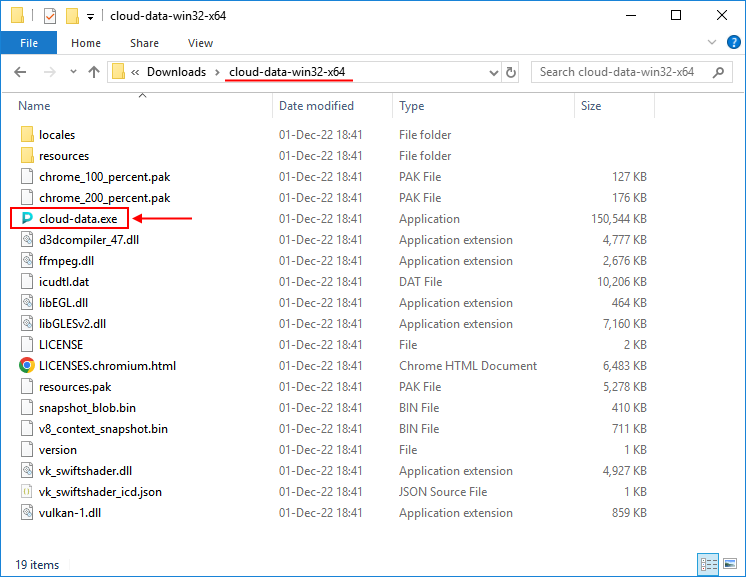 cloud-data-win32-x64
File Home Share View
« Downloads > cloud-data-win32-x64 Search cloud-data-win32-x64
Name Date modified Type Size
locales 01-Dec-22 18:41 File folder
resources 01-Dec-22 18:41 File folder
chrome_100_percent.pak 01-Dec-22 18:41 PAK File 127 KB
chrome_200_percent.pak 01-Dec-22 18:41 PAK File 176 KB
cloud-data.exe 01-Dec-22 18:41 Application 150,544 KB
d3dcompiler_47.dll 01-Dec-22 18:41 Application extension 4,777 KB
ffmpeg.dll 01-Dec-22 18:41 Application extension 2,676 KB
icudtl.dat 01-Dec-22 18:41 DAT File 10,206 KB
libEGL.dll 01-Dec-22 18:41 Application extension 464 KB
libGLESv2.dll 01-Dec-22 18:41 Application extension 7,160 KB
LICENSE 01-Dec-22 18:41 File 2 KB
LICENSES.chromium.html 01-Dec-22 18:41 Chrome HTML Document 6,483 KB
resources.pak 01-Dec-22 18:41 PAK File 5,278 KB
snapshot_blob.bin 01-Dec-22 18:41 BIN File 410 KB
v8_context_snapshot.bin 01-Dec-22 18:41 BIN File 711 KB
version 01-Dec-22 18:41 File 1 KB
vk_swiftshader.dll 01-Dec-22 18:41 Application extension 4,927 KB
vk_swiftshader_icd.json 01-Dec-22 18:41 JSON Source File 1 KB
vulkan-1.dll 01-Dec-22 18:41 Application extension 859 KB
19 items